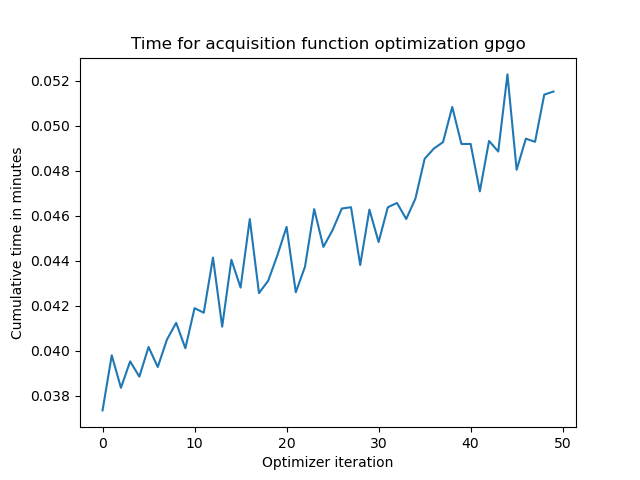 Time for acquisition function optimization gpgo
Cumulative time in minutes
0.052
0.050
0.048
0.046
0.044
0.042
0.040
0.038
0 10 20 30 40 50
Optimizer iteration